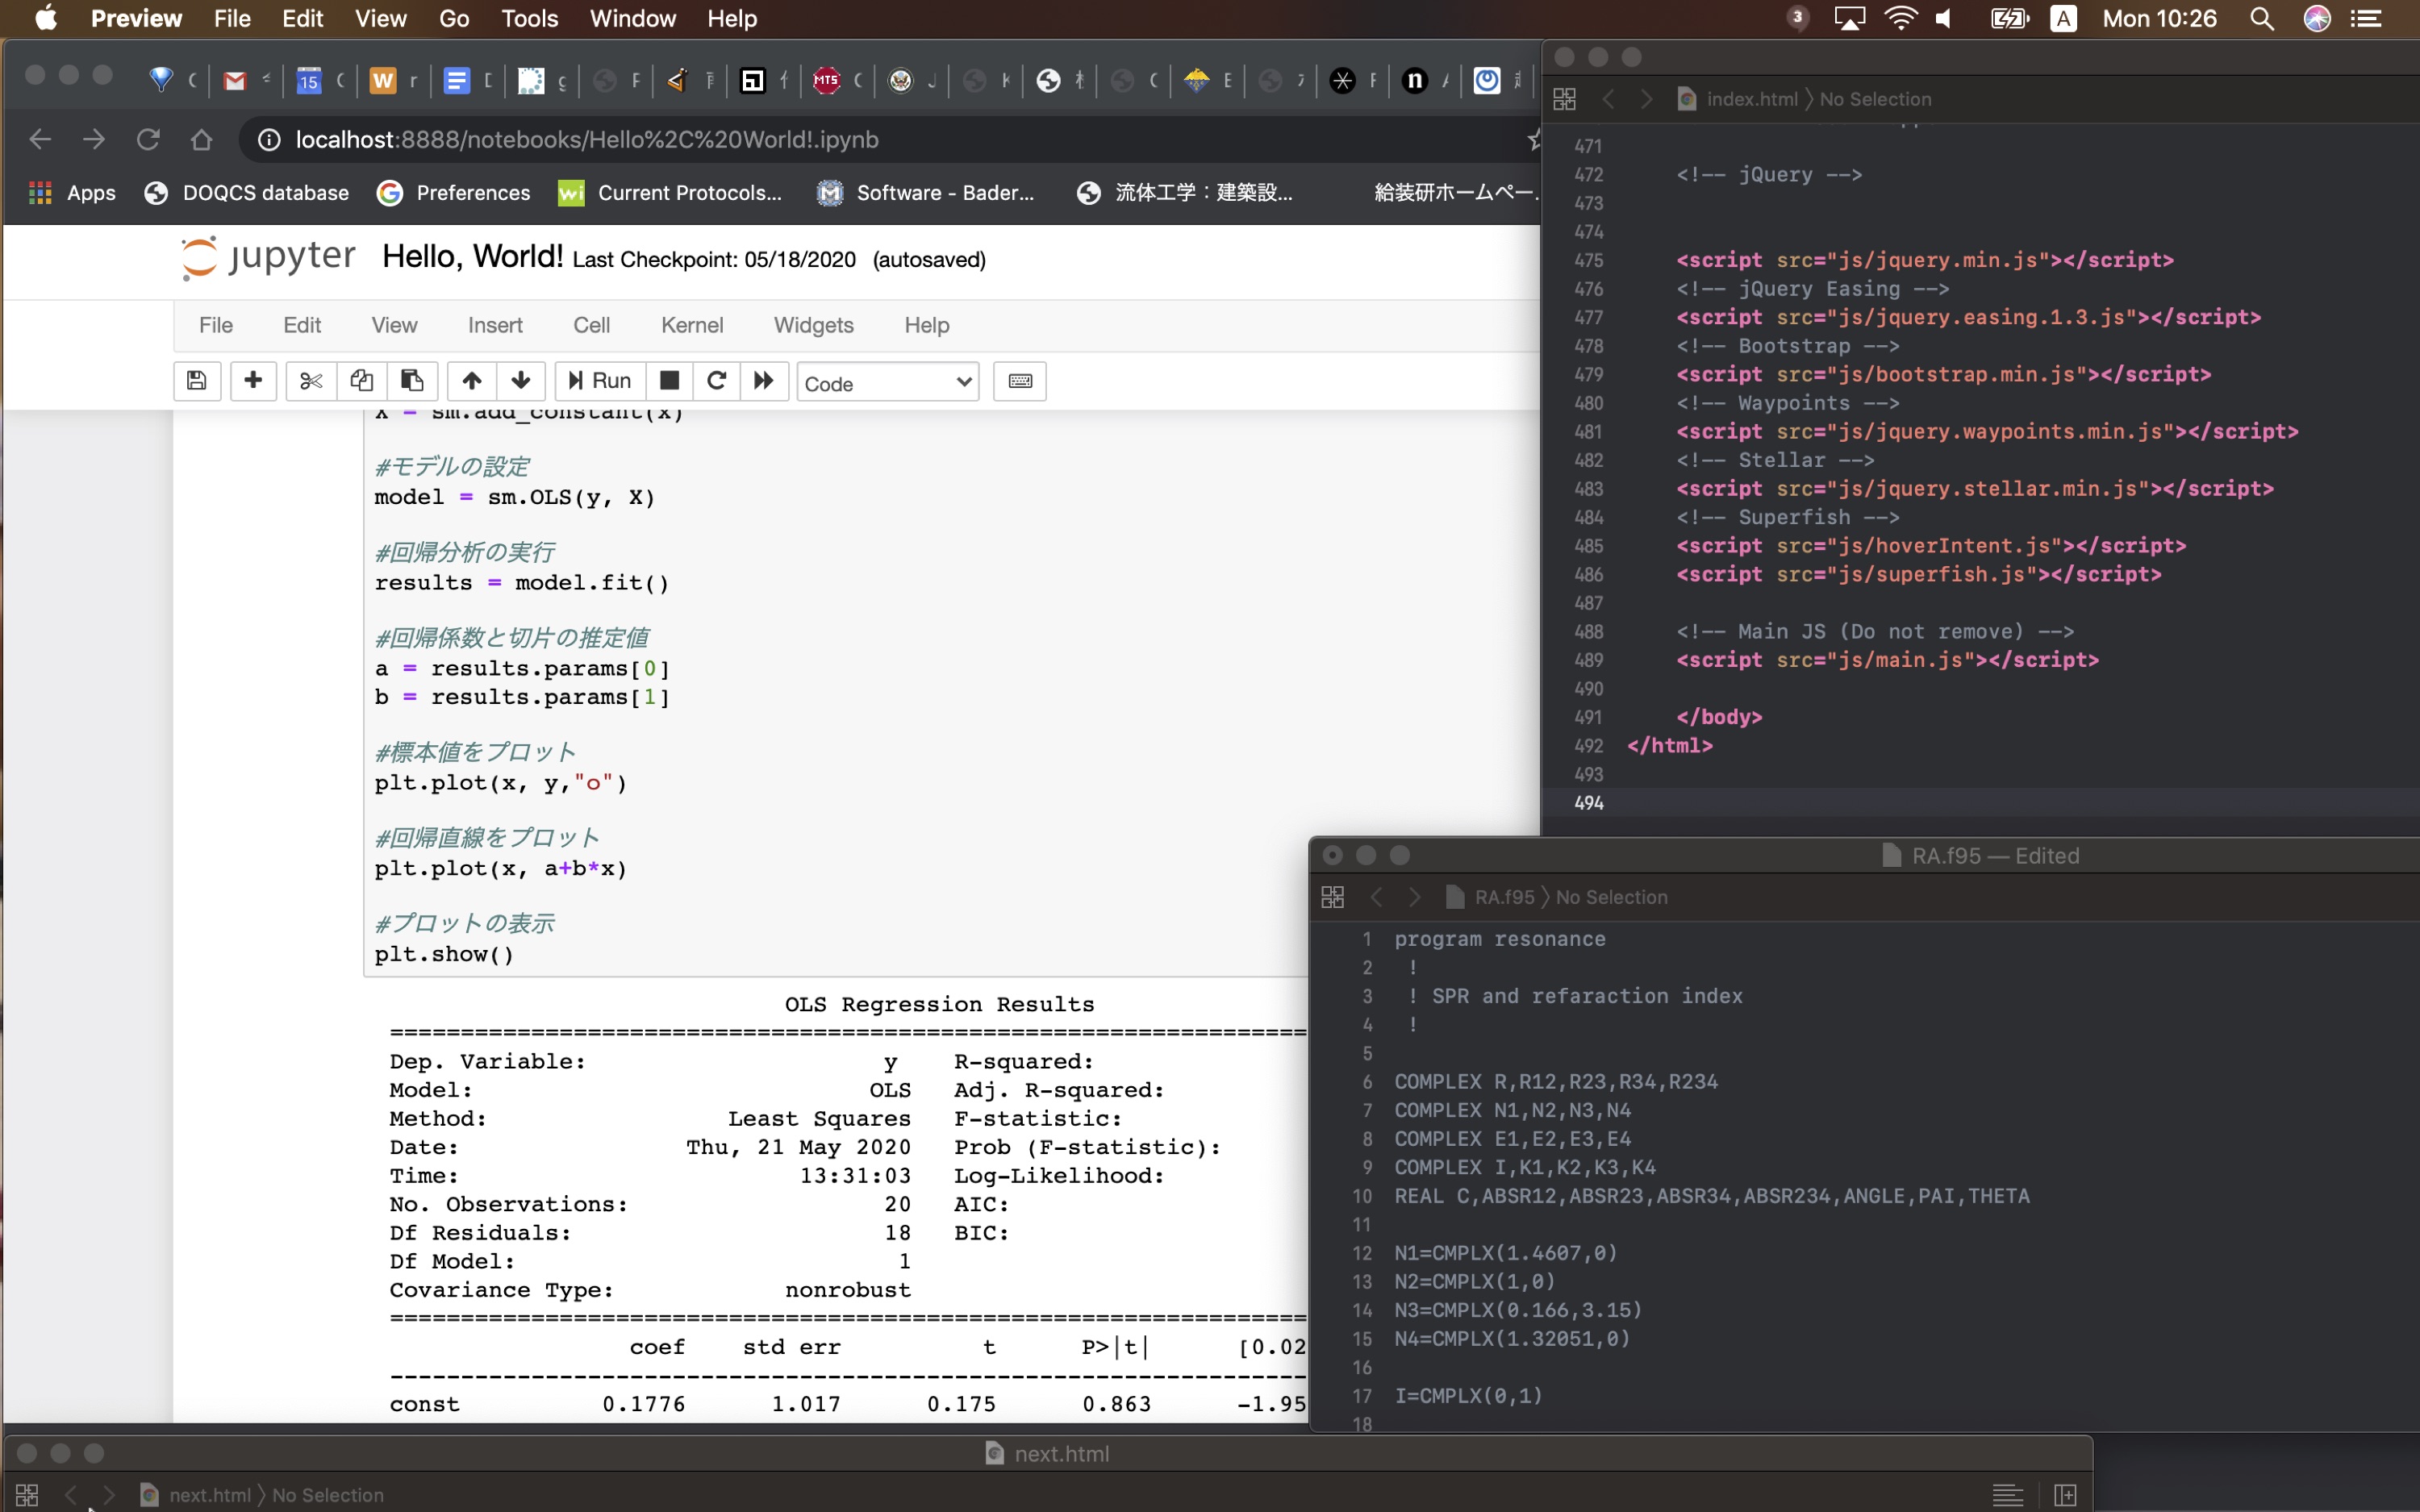 Preview File Edit View Go Tools Window Help
3 A Mon 10:26
15 W MTS n
localhost:8888/notebooks/Hello%2C%20World!.ipynb
Apps DOQCS database Preferences wi Current Protocols... Software - Bader... 流体工学：建築設... 給装研ホームペー...
jupyter Hello, World! Last Checkpoint: 05/18/2020 (autosaved)
File Edit View Insert Cell Kernel Widgets Help
Run Code
X = sm.add_constant(x)
#モデルの設定
model = sm.OLS(y, X)
#回帰分析の実行
results = model.fit()
#回帰係数と切片の推定値
a = results.params[0]
b = results.params[1]
#標本値をプロット
plt.plot(x, y,"o")
#回帰直線をプロット
plt.plot(x, a+b*x)
#プロットの表示
plt.show()
OLS Regression Results
==============================================================================
Dep. Variable: y R-squared:
Model: OLS Adj. R-squared:
Method: Least Squares F-statistic:
Date: Thu, 21 May 2020 Prob (F-statistic):
Time: 13:31:03 Log-Likelihood:
No. Observations: 20 AIC:
Df Residuals: 18 BIC:
Df Model: 1
Covariance Type: nonrobust
==============================================================================
coef std err t P>|t| [0.02
------------------------------------------------------------------------------
const 0.1776 1.017 0.175 0.863 -1.95
index.html 〉No Selection
471
472 <!-- jQuery -->
473
474
475 <script src="js/jquery.min.js"></script>
476 <!-- jQuery Easing -->
477 <script src="js/jquery.easing.1.3.js"></script>
478 <!-- Bootstrap -->
479 <script src="js/bootstrap.min.js"></script>
480 <!-- Waypoints -->
481 <script src="js/jquery.waypoints.min.js"></script>
482 <!-- Stellar -->
483 <script src="js/jquery.stellar.min.js"></script>
484 <!-- Superfish -->
485 <script src="js/hoverIntent.js"></script>
486 <script src="js/superfish.js"></script>
487
488 <!-- Main JS (Do not remove) -->
489 <script src="js/main.js"></script>
490
491 </body>
492 </html>
493
494
RA.f95 — Edited
RA.f95 〉No Selection
1 program resonance
2 !
3 ! SPR and refaraction index
4 !
5
6 COMPLEX R,R12,R23,R34,R234
7 COMPLEX N1,N2,N3,N4
8 COMPLEX E1,E2,E3,E4
9 COMPLEX I,K1,K2,K3,K4
10 REAL C,ABSR12,ABSR23,ABSR34,ABSR234,ANGLE,PAI,THETA
11
12 N1=CMPLX(1.4607,0)
13 N2=CMPLX(1,0)
14 N3=CMPLX(0.166,3.15)
15 N4=CMPLX(1.32051,0)
16
17 I=CMPLX(0,1)
18
next.html
next.html 〉No Selection